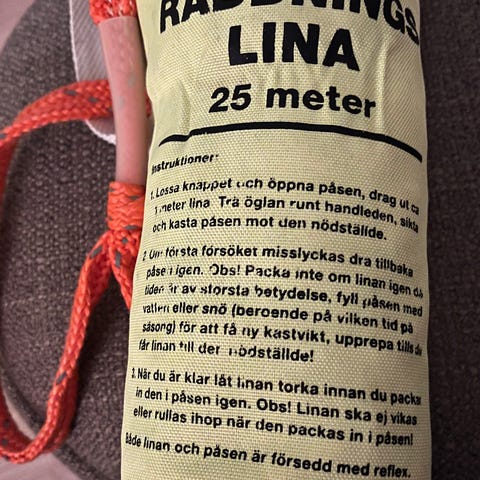 RÄDDNINGS
LINA
25 meter
Instruktioner:
1. Lossa knappet och öppna påsen, drag ut ca
1 meter lina. Trä öglan runt handleden, sikta
och kasta påsen mot den nödställde.
2. Om första försöket misslyckas dra tillbaka
påse i igen. Obs! Packa inte om linan igen då
tiden är av största betydelse, fyll påsen med
vatten eller snö (beroende på vilken tid på
säsong) för att få ny kastvikt, upprepa tills du
får linan till den nödställde!
3. När du är klar låt linan torka innan du packar
in den i påsen igen. Obs! Linan ska ej vikas
eller rullas ihop när den packas in i påsen!
Både linan och påsen är försedd med reflex.